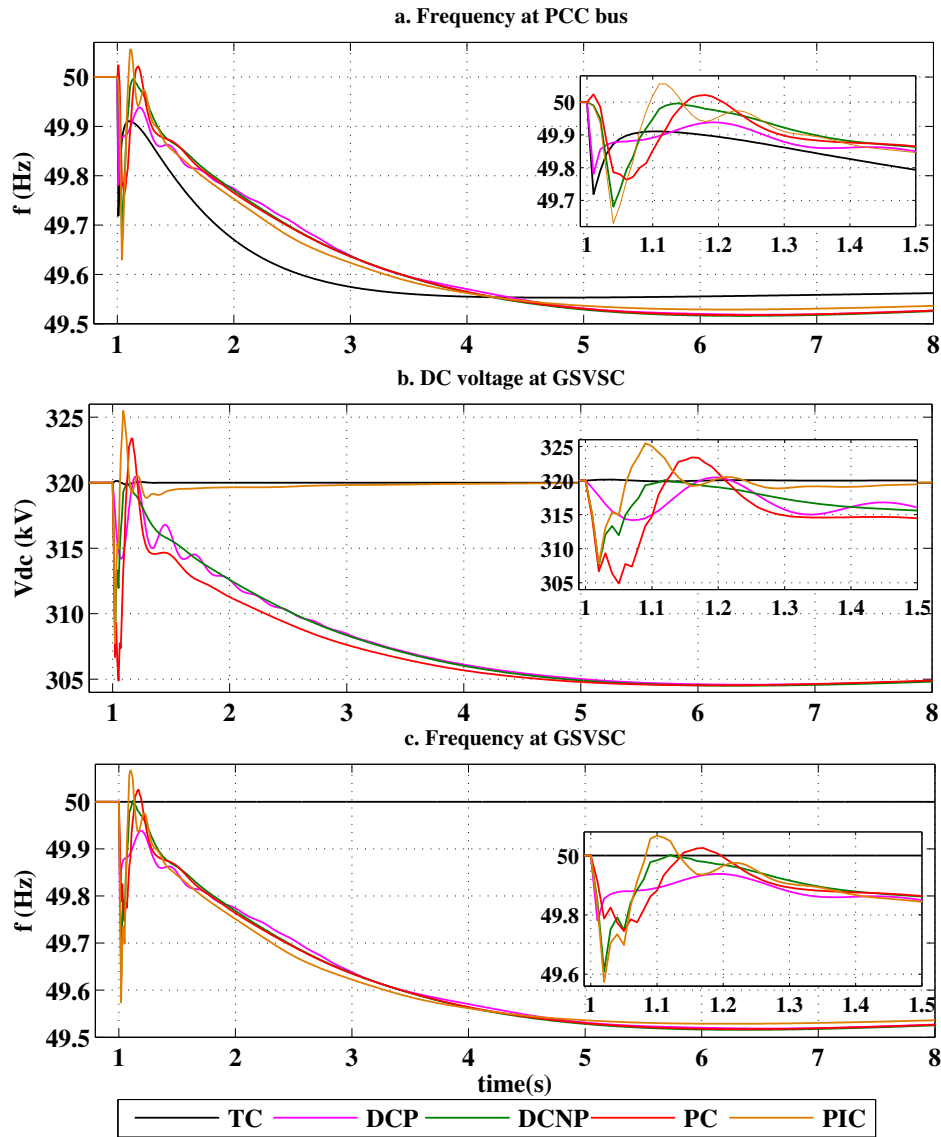 a. Frequency at PCC bus
f (Hz)
50
49.9
49.8
49.7
49.6
49.5
1 2 3 4 5 6 7 8
50
49.9
49.8
49.7
1 1.1 1.2 1.3 1.4 1.5
b. DC voltage at GSVSC
Vdc (kV)
325
320
315
310
305
1 2 3 4 5 6 7 8
325
320
315
310
305
1 1.1 1.2 1.3 1.4 1.5
c. Frequency at GSVSC
f (Hz)
50
49.9
49.8
49.7
49.6
49.5
1 2 3 4 5 6 7 8
50
49.8
49.6
1 1.1 1.2 1.3 1.4 1.5
time(s)
TC DCP DCNP PC PIC